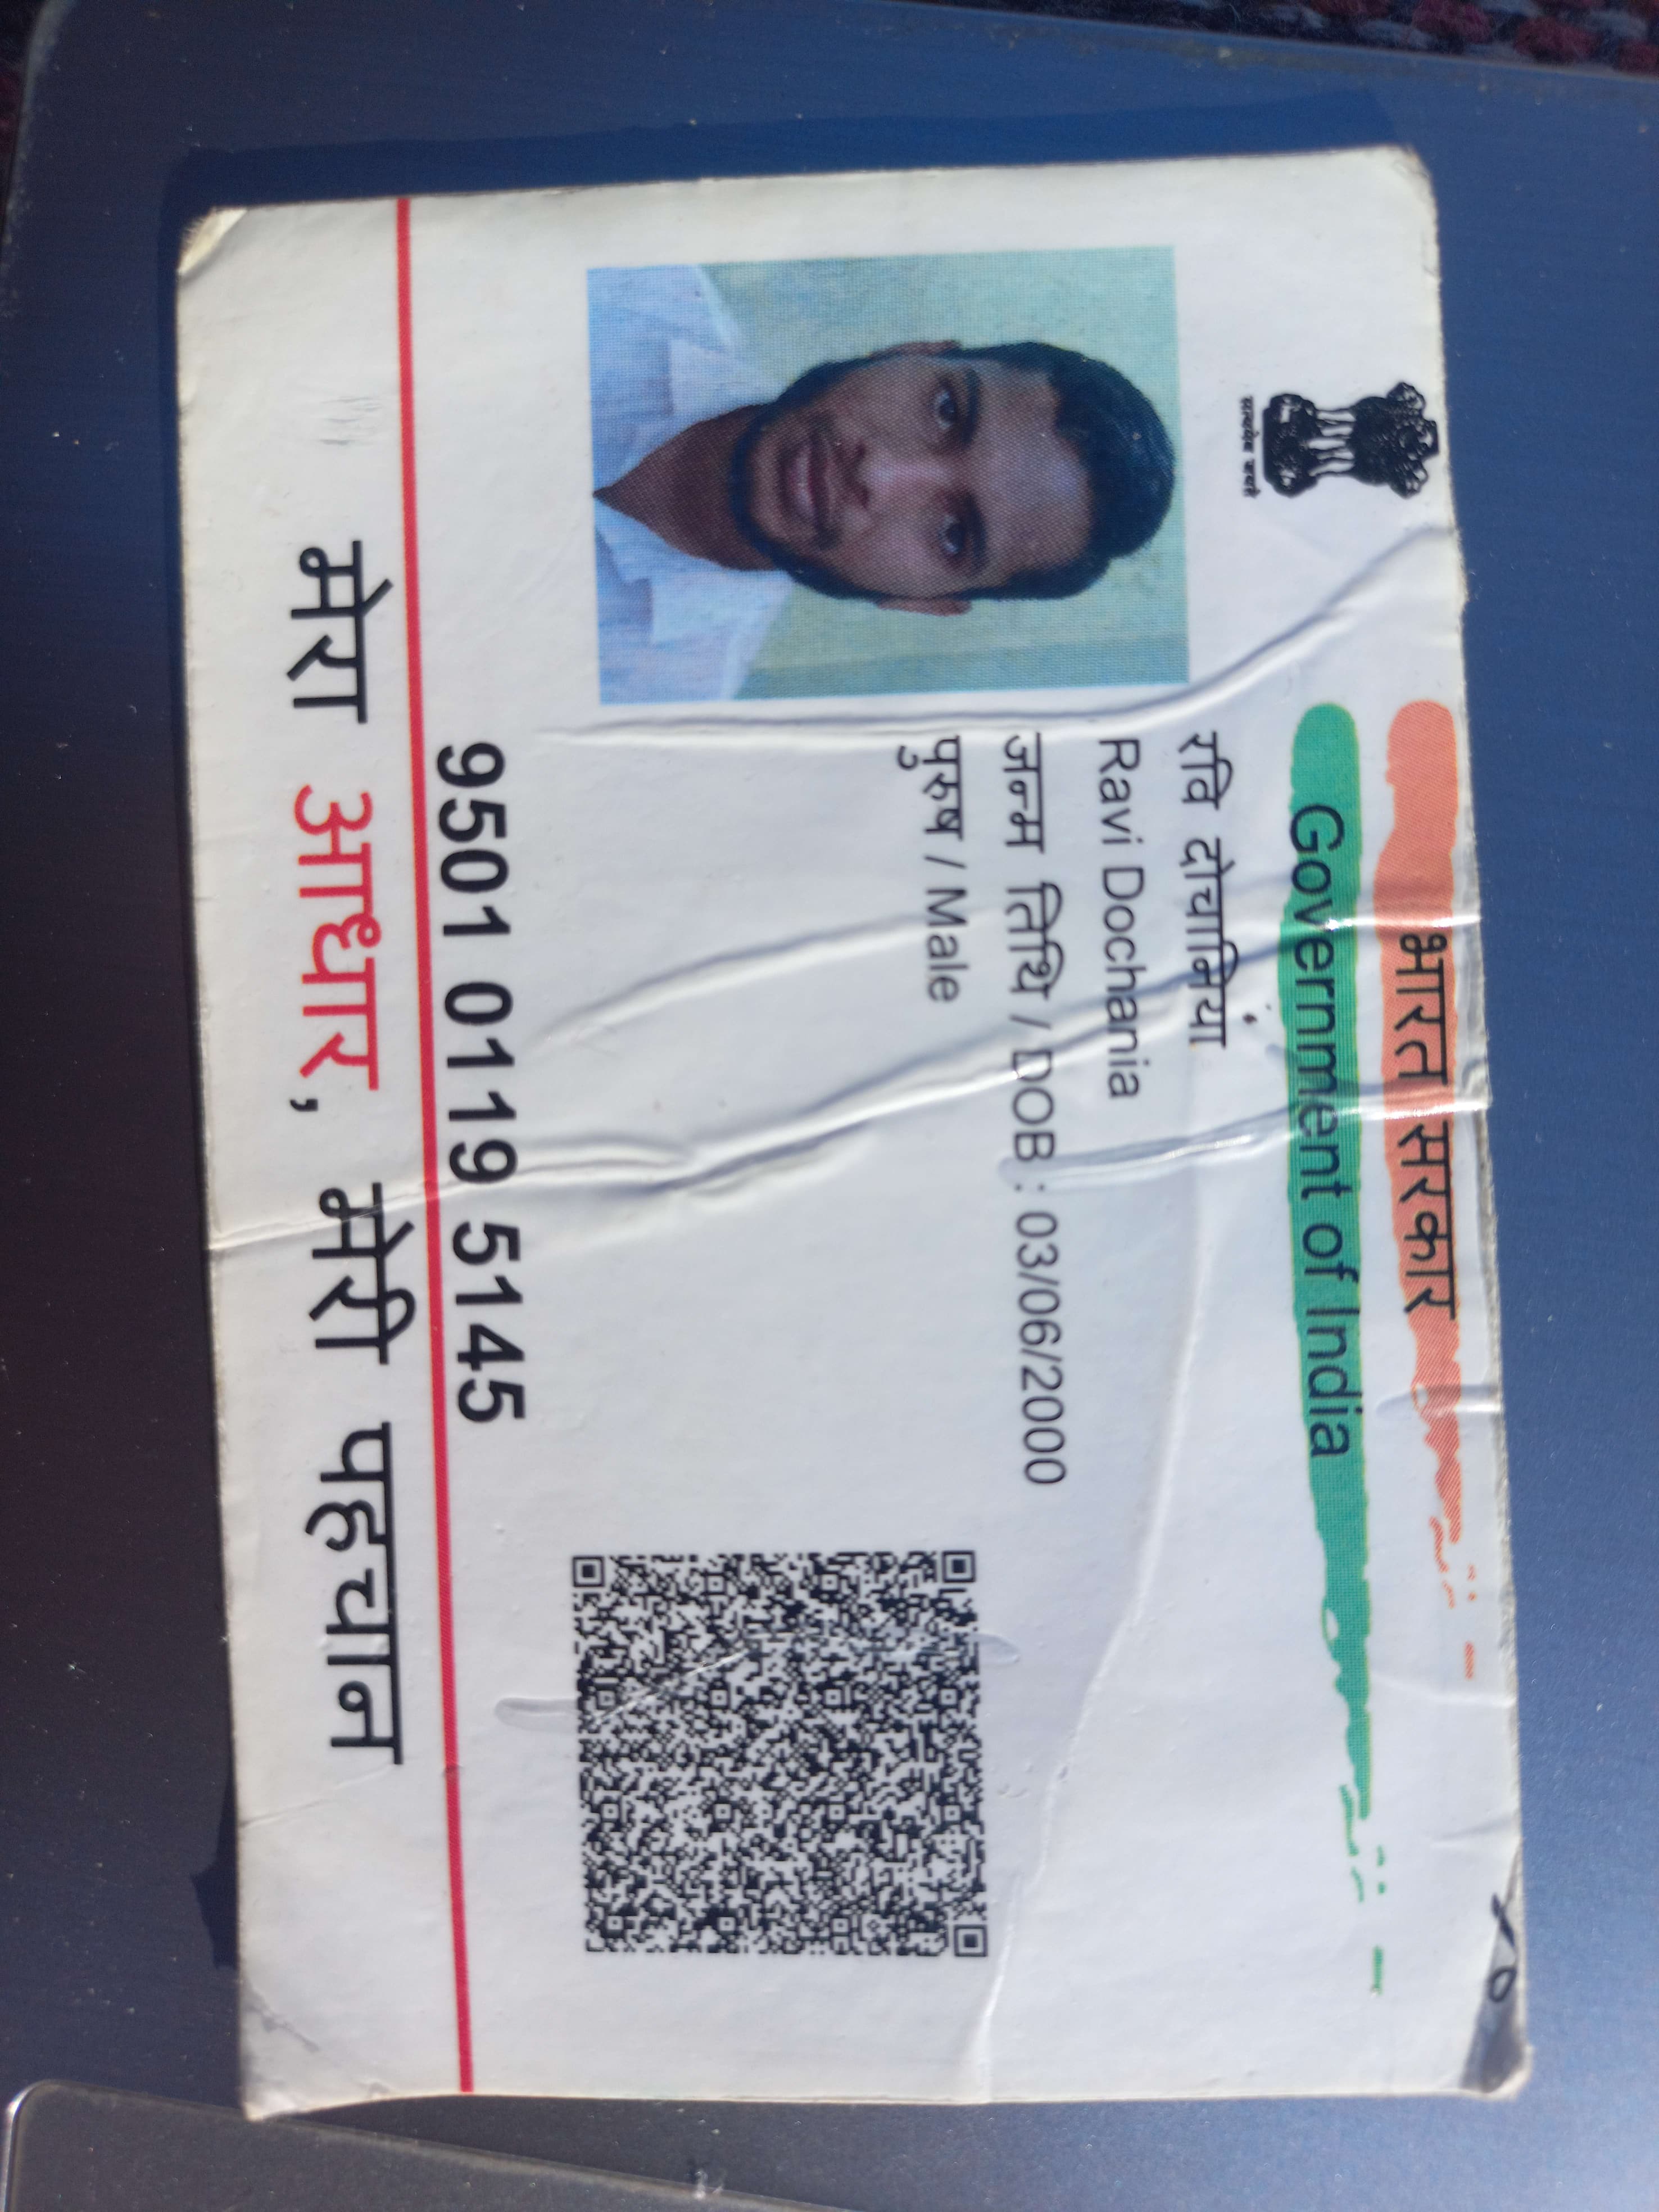 भारत सरकार
Government of India
सत्यमेव जयते
रवि दोचानिया
Ravi Dochania
जन्म तिथि / DOB : 03/06/2000
पुरुष / Male
9501 0119 5145
मेरा आधार, मेरी पहचान